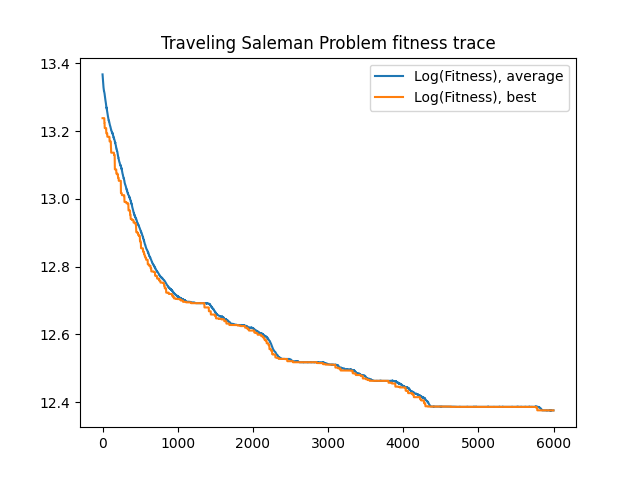 Traveling Saleman Problem fitness trace
Log(Fitness), average
Log(Fitness), best
13.4
13.2
13.0
12.8
12.6
12.4
0 1000 2000 3000 4000 5000 6000